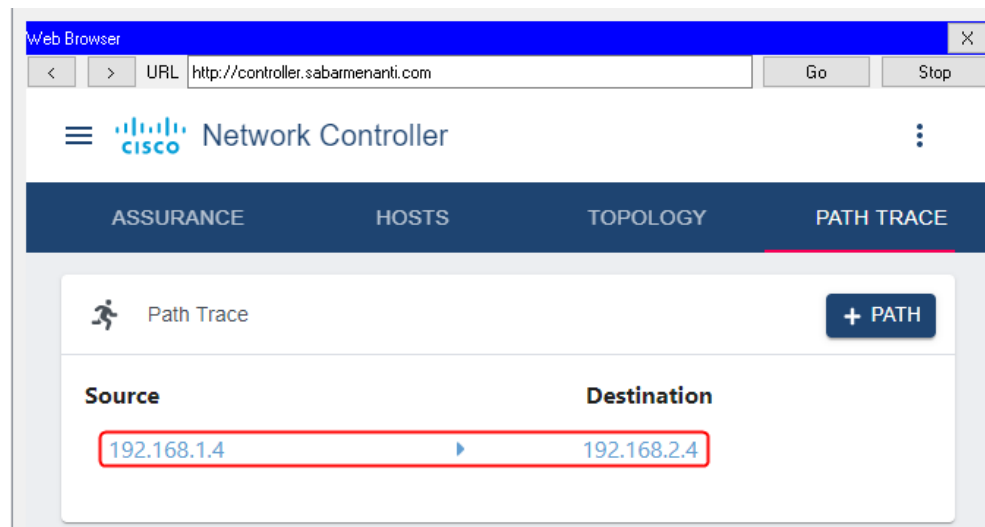 Web Browser X
< > URL http://controller.sabarmenanti.com Go Stop
CISCO Network Controller
ASSURANCE HOSTS TOPOLOGY PATH TRACE
Path Trace + PATH
Source Destination
192.168.1.4 192.168.2.4